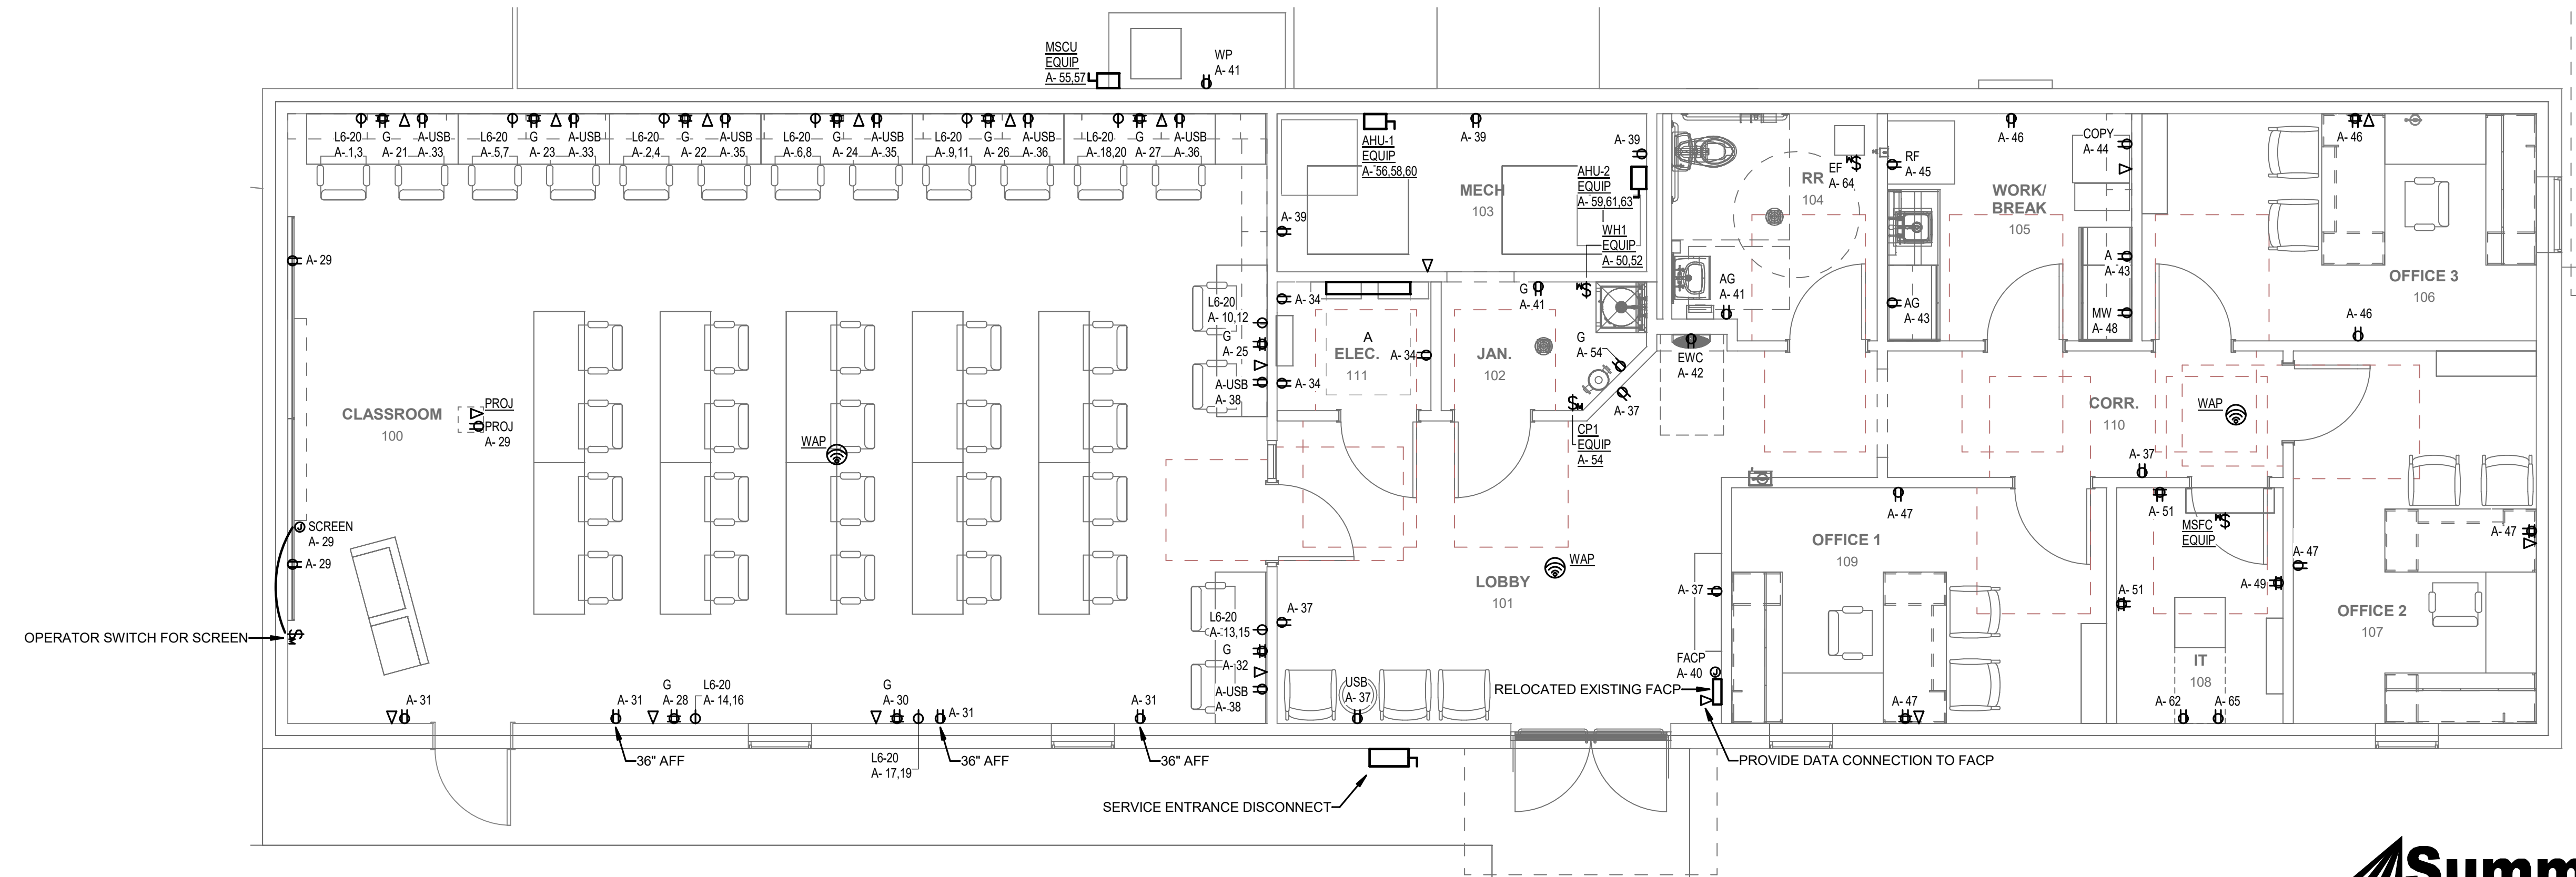 MSCU
EQUIP
A- 55,57
WP
A- 41
L6-20
A- 1,3
G
A- 21
A-USB
A- 33
L6-20
A- 5,7
G
A- 23
A-USB
A- 33
L6-20
A- 2,4
G
A- 22
A-USB
A- 35
L6-20
A- 6,8
G
A- 24
A-USB
A- 35
L6-20
A- 9,11
G
A- 26
A-USB
A- 36
L6-20
A- 18,20
G
A- 27
A-USB
A- 36
AHU-1
EQUIP
A- 56,58,60
A- 39
A- 39
AHU-2
EQUIP
A- 59,61,63
MECH
103
A- 39
WH1
EQUIP
A- 50,52
EF
A- 64
RR
104
RF
A- 45
A- 46
WORK/
BREAK
105
COPY
A- 44
A
A- 43
AG
A- 43
MW
A- 48
A- 46
OFFICE 3
106
A- 46
A- 29
L6-20
A- 10,12
G
A- 25
A-USB
A- 38
A- 34
A
ELEC.
111
A- 34
A- 34
G
A- 41
JAN.
102
G
A- 54
A- 37
CP1
EQUIP
A- 54
AG
A- 41
EWC
A- 42
CLASSROOM
100
PROJ
PROJ
A- 29
WAP
CORR.
110
WAP
A- 37
SCREEN
A- 29
A- 29
OPERATOR SWITCH FOR SCREEN
WAP
LOBBY
101
A- 37
L6-20
A- 13,15
G
A- 32
A-USB
A- 38
A- 37
USB
A- 37
FACP
A- 40
RELOCATED EXISTING FACP
A- 47
OFFICE 1
109
A- 47
A- 51
MSFC
EQUIP
A- 51
A- 49
A- 47
A- 47
OFFICE 2
107
IT
108
A- 62
A- 65
A- 31
A- 31
G
A- 28
L6-20
A- 14,16
G
A- 30
A- 31
A- 31
L6-20
A- 17,19
36" AFF
36" AFF
36" AFF
SERVICE ENTRANCE DISCONNECT
PROVIDE DATA CONNECTION TO FACP
Summ